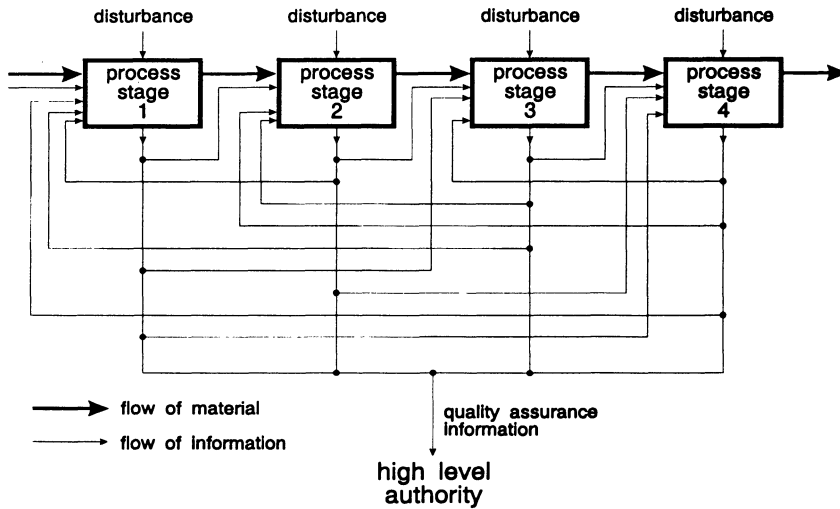 disturbance
disturbance
disturbance
disturbance
process
stage
1
process
stage
2
process
stage
3
process
stage
4
flow of material
flow of information
quality assurance
information
high level
authority